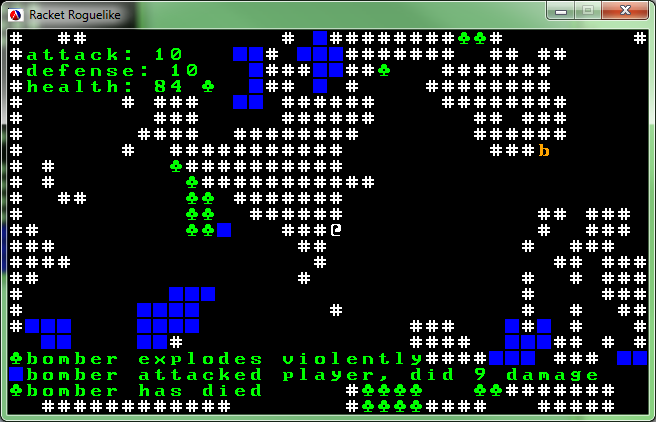 Racket Roguelike
attack: 10
defense: 10
health: 84
b
@
bomber explodes violently
bomber attacked player, did 9 damage
bomber has died